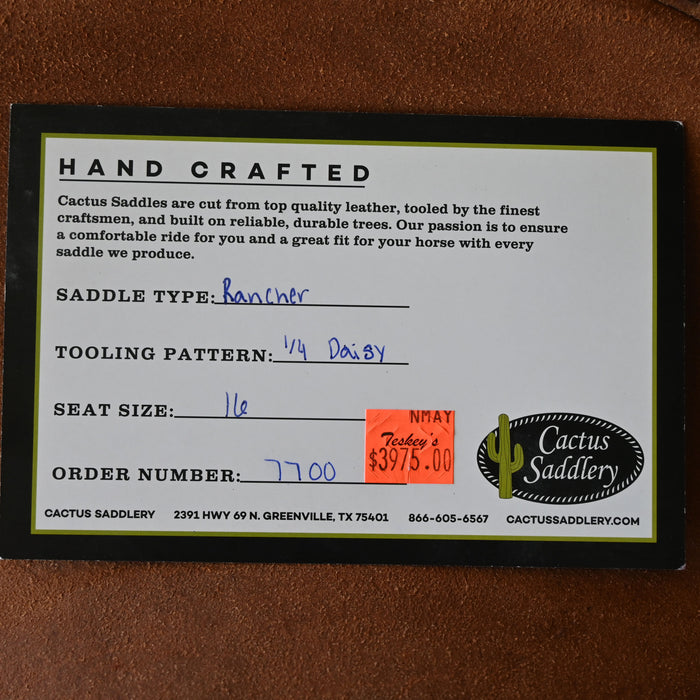 HAND CRAFTED
Cactus Saddles are cut from top quality leather, tooled by the finest
craftsmen, and built on reliable, durable trees. Our passion is to ensure
a comfortable ride for you and a great fit for your horse with every
saddle we produce.
SADDLE TYPE: Rancher
TOOLING PATTERN: 1/4 Daisy
SEAT SIZE: 16
NMAY
Teskey's
$3975.00
ORDER NUMBER: 7700
Cactus
Saddlery
CACTUS SADDLERY 2391 HWY 69 N. GREENVILLE, TX 75401 866-605-6567 CACTUSSADDLERY.COM